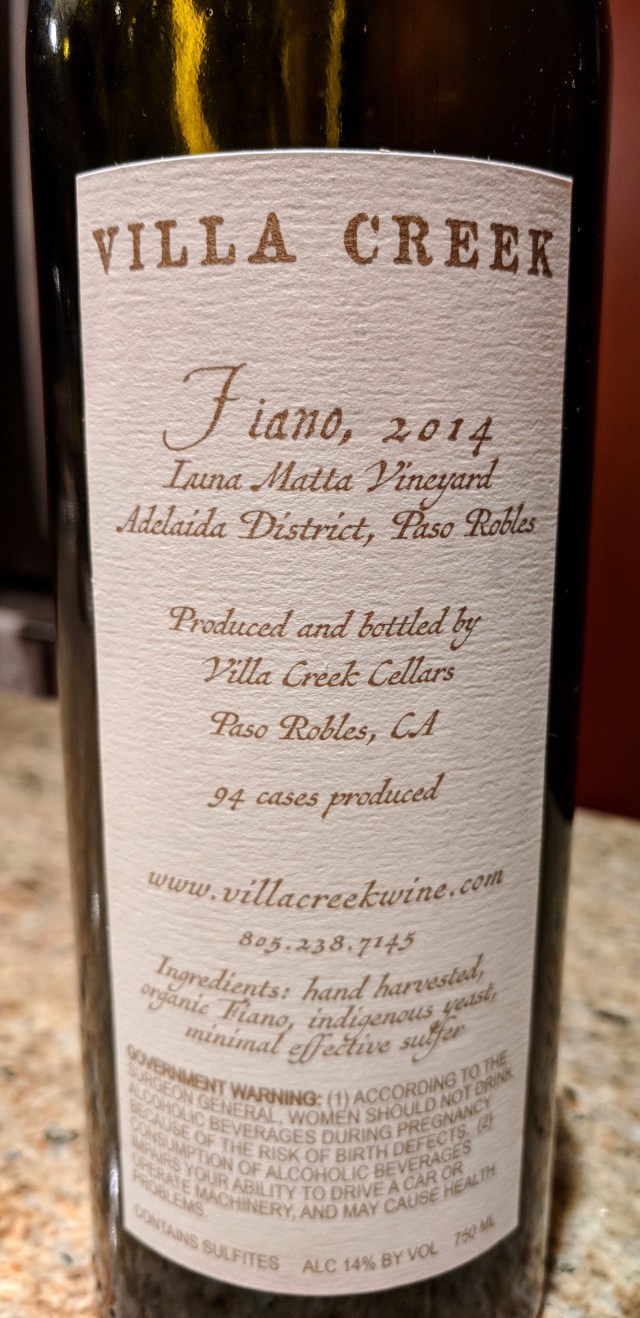 VILLA CREEK
Fiano, 2014
Luna Matta Vineyard
Adelaida District, Paso Robles
Produced and bottled by
Villa Creek Cellars
Paso Robles, CA
94 cases produced
www.villacreekwine.com
805.238.7145
Ingredients: hand harvested,
organic Fiano, indigenous yeast,
minimal effective sulfer
GOVERNMENT WARNING: (1) ACCORDING TO THE
SURGEON GENERAL, WOMEN SHOULD NOT DRINK
ALCOHOLIC BEVERAGES DURING PREGNANCY
BECAUSE OF THE RISK OF BIRTH DEFECTS. (2)
CONSUMPTION OF ALCOHOLIC BEVERAGES
IMPAIRS YOUR ABILITY TO DRIVE A CAR OR
OPERATE MACHINERY, AND MAY CAUSE HEALTH
PROBLEMS.
CONTAINS SULFITES ALC 14% BY VOL 750 ML